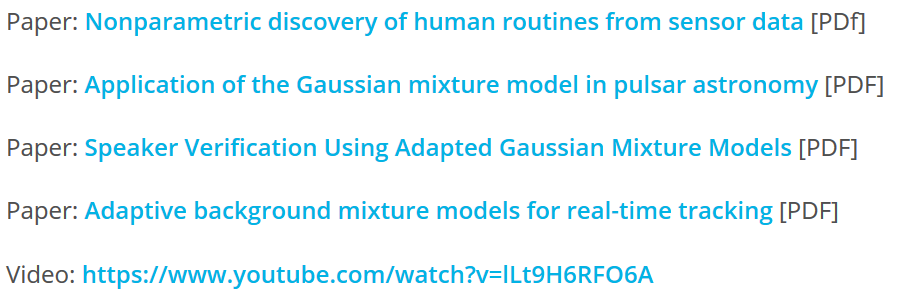 Paper: Nonparametric discovery of human routines from sensor data [PDf]
Paper: Application of the Gaussian mixture model in pulsar astronomy [PDF]
Paper: Speaker Verification Using Adapted Gaussian Mixture Models [PDF]
Paper: Adaptive background mixture models for real-time tracking [PDF]
Video: https://www.youtube.com/watch?v=lLt9H6RFO6A